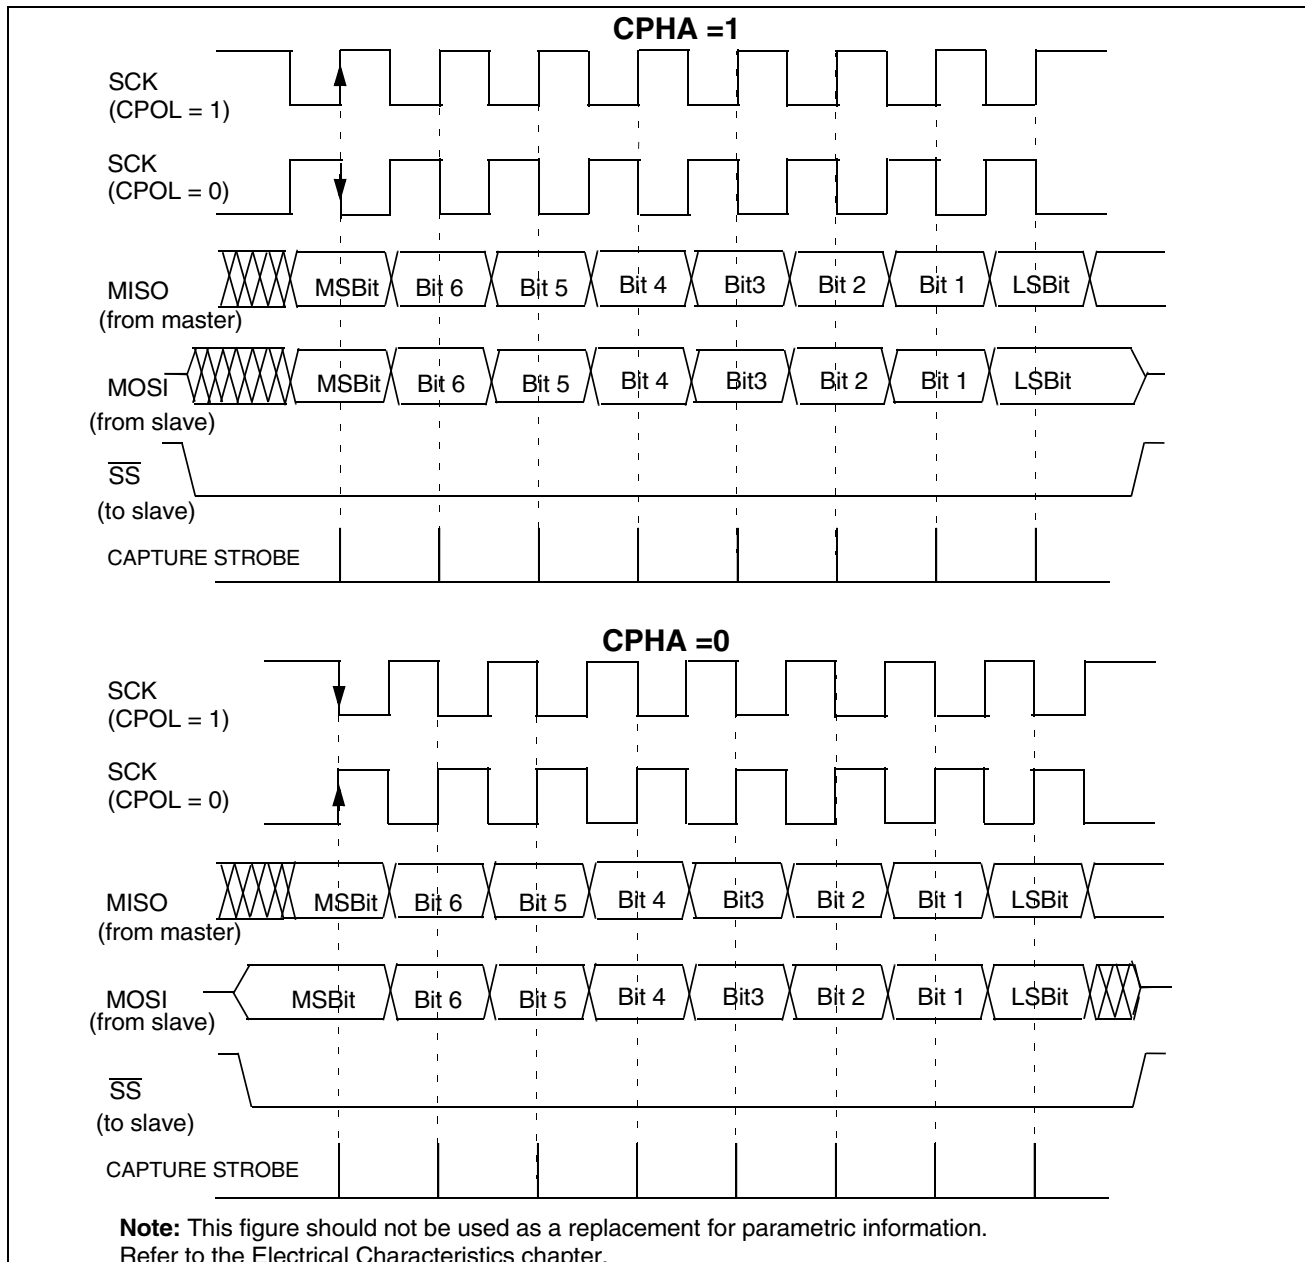 CPHA =1
SCK
(CPOL = 1)
SCK
(CPOL = 0)
MISO
(from master)
MSBit Bit 6 Bit 5 Bit 4 Bit3 Bit 2 Bit 1 LSBit
MOSI
(from slave)
MSBit Bit 6 Bit 5 Bit 4 Bit3 Bit 2 Bit 1 LSBit
SS
(to slave)
CAPTURE STROBE
CPHA =0
SCK
(CPOL = 1)
SCK
(CPOL = 0)
MISO
(from master)
MSBit Bit 6 Bit 5 Bit 4 Bit3 Bit 2 Bit 1 LSBit
MOSI
(from slave)
MSBit Bit 6 Bit 5 Bit 4 Bit3 Bit 2 Bit 1 LSBit
SS
(to slave)
CAPTURE STROBE
Note: This figure should not be used as a replacement for parametric information.
Refer to the Electrical Characteristics chapter.